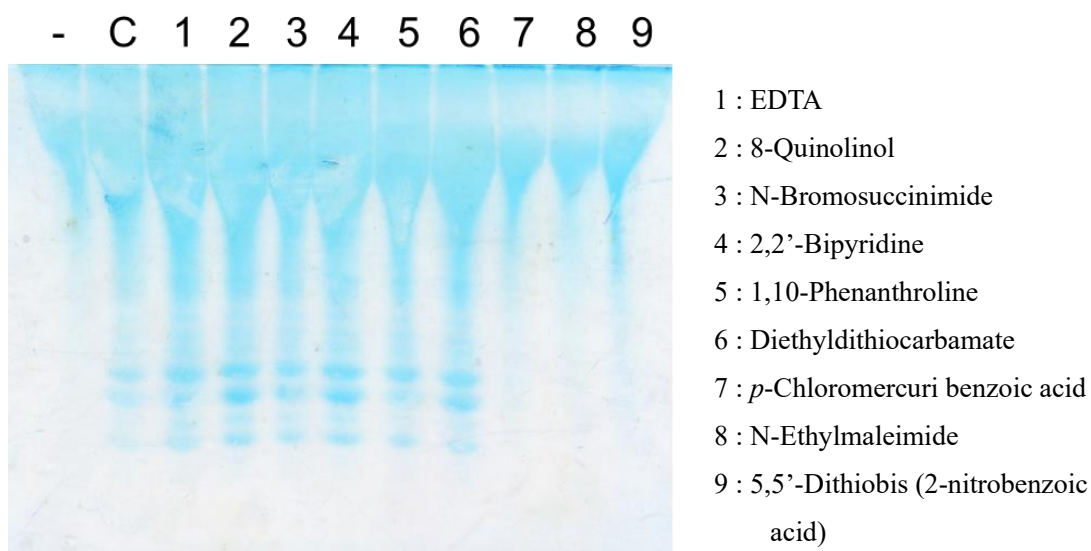 - C 1 2 3 4 5 6 7 8 9
1 : EDTA
2 : 8-Quinolinol
3 : N-Bromosuccinimide
4 : 2,2’-Bipyridine
5 : 1,10-Phenanthroline
6 : Diethyldithiocarbamate
7 : p-Chloromercuri benzoic acid
8 : N-Ethylmaleimide
9 : 5,5’-Dithiobis (2-nitrobenzoic
acid)